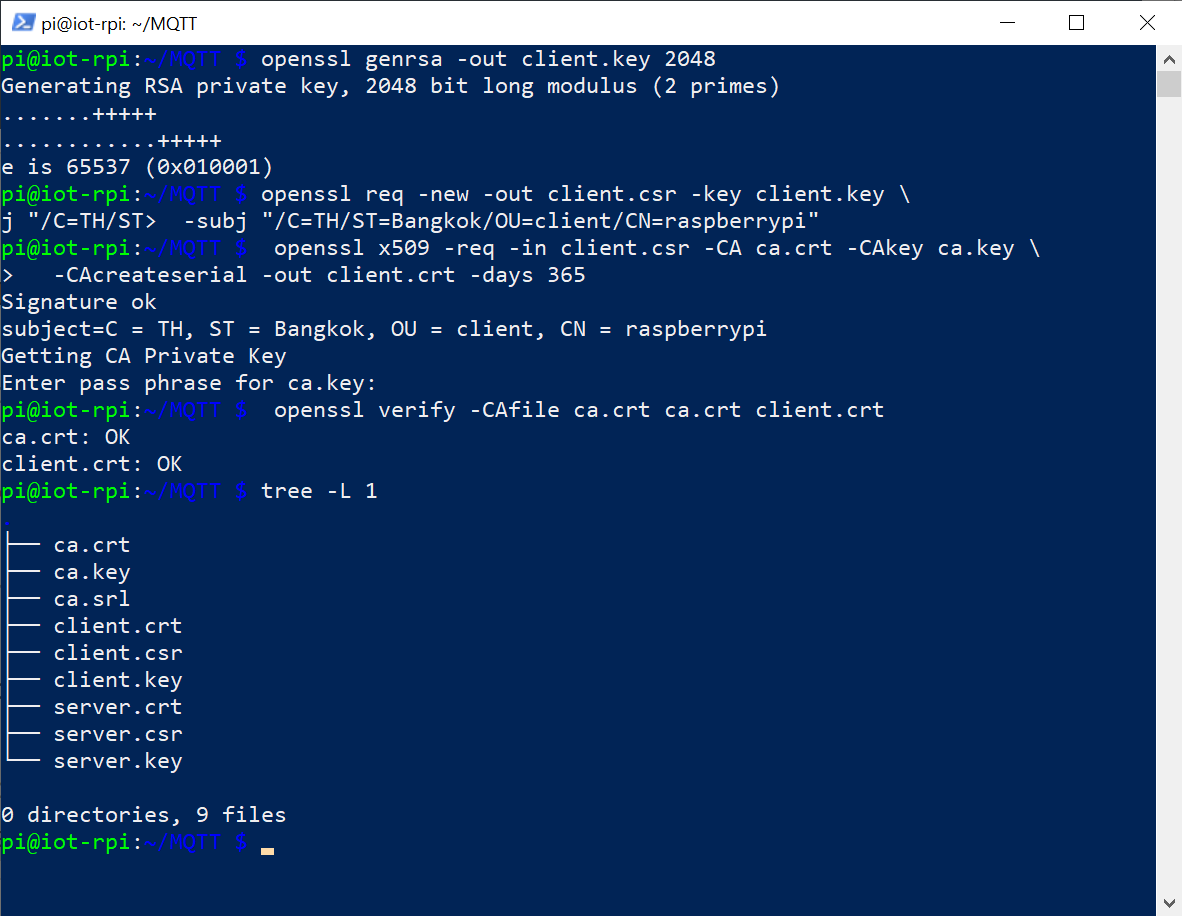 pi@iot-rpi: ~/MQTT
pi@iot-rpi:~/MQTT $ openssl genrsa -out client.key 2048
Generating RSA private key, 2048 bit long modulus (2 primes)
.......+++++
............+++++
e is 65537 (0x010001)
pi@iot-rpi:~/MQTT $ openssl req -new -out client.csr -key client.key \
j "/C=TH/ST>  -subj "/C=TH/ST=Bangkok/OU=client/CN=raspberrypi"
pi@iot-rpi:~/MQTT $  openssl x509 -req -in client.csr -CA ca.crt -CAkey ca.key \
>   -CAcreateserial -out client.crt -days 365
Signature ok
subject=C = TH, ST = Bangkok, OU = client, CN = raspberrypi
Getting CA Private Key
Enter pass phrase for ca.key:
pi@iot-rpi:~/MQTT $  openssl verify -CAfile ca.crt ca.crt client.crt
ca.crt: OK
client.crt: OK
pi@iot-rpi:~/MQTT $ tree -L 1
.
├── ca.crt
├── ca.key
├── ca.srl
├── client.crt
├── client.csr
├── client.key
├── server.crt
├── server.csr
└── server.key
0 directories, 9 files
pi@iot-rpi:~/MQTT $